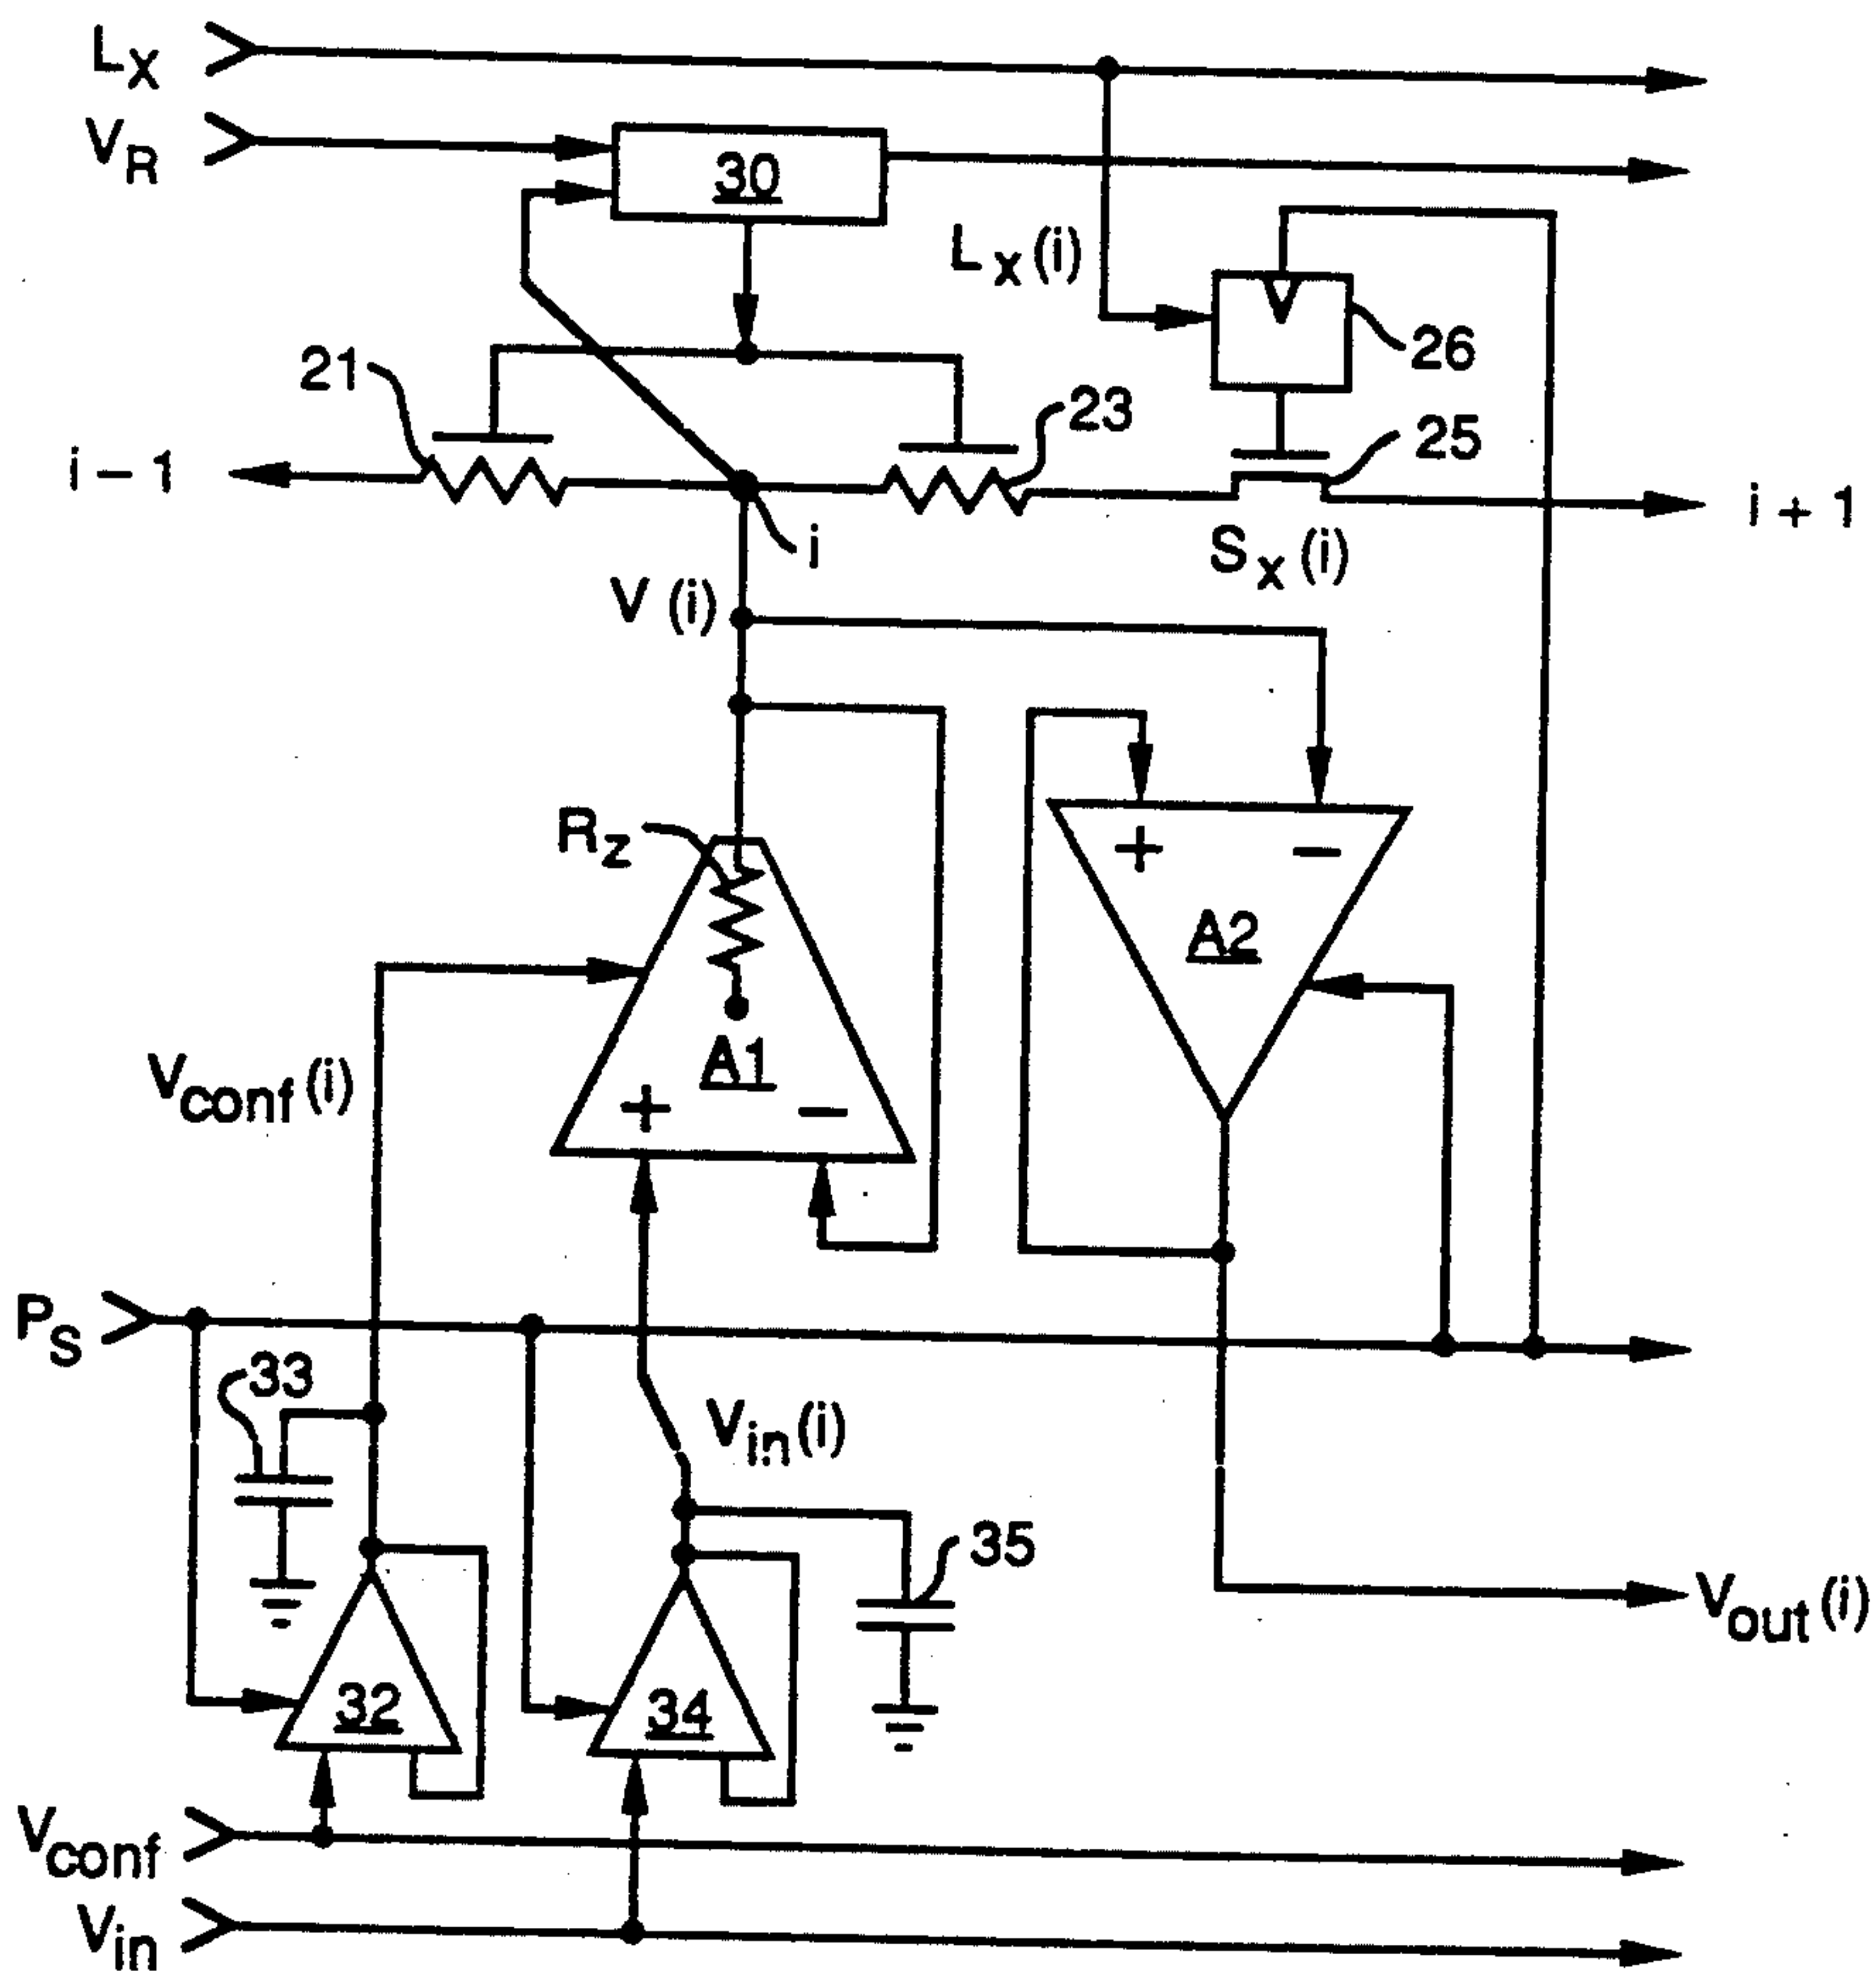 Lx
VR
30
Lx(i)
26
21
23
25
i – 1
i + 1
i
Sx(i)
V(i)
Rz
+
–
A2
A1
Vconf(i)
+
–
Ps
33
Vin(i)
35
Vout(i)
32
34
Vconf
Vin